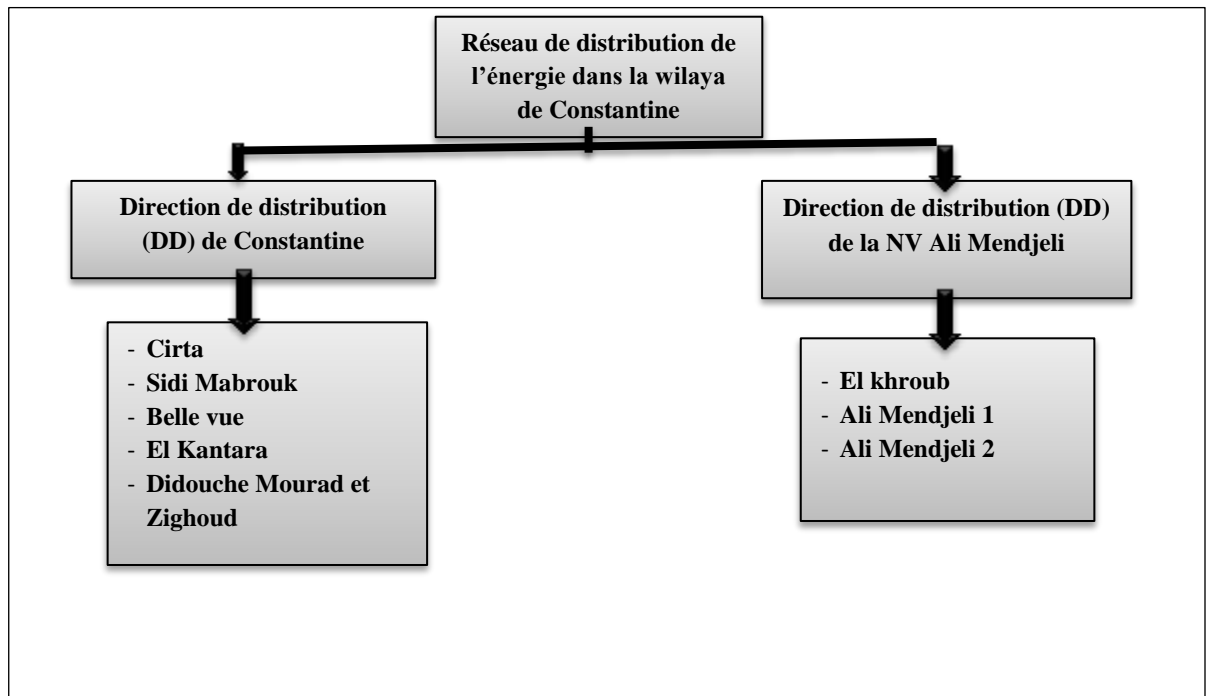 Réseau de distribution de
l'énergie dans la wilaya
de Constantine
Direction de distribution
(DD) de Constantine
Direction de distribution (DD)
de la NV Ali Mendjeli
- Cirta
- Sidi Mabrouk
- Belle vue
- El Kantara
- Didouche Mourad et
Zighoud
- El khroub
- Ali Mendjeli 1
- Ali Mendjeli 2